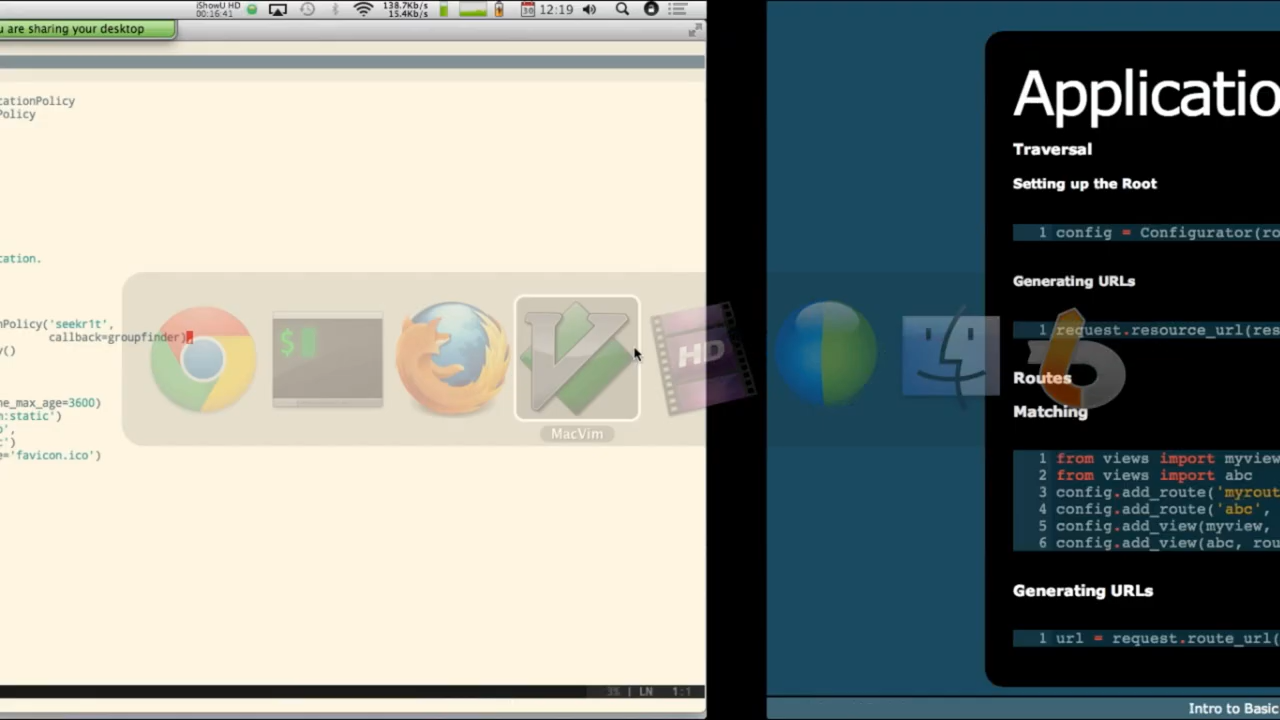 iShowU HD
00:16:41
138.7Kb/s
15.4Kb/s
30
12:19
u are sharing your desktop
cationPolicy
Policy
cation.
nPolicy('seekr1t',
callback=groupfinder)
y()
ne_max_age=3600)
m:static')
o',
c')
e='favicon.ico')
$
HD
MacVim
3% | LN 1:1
Applicatio
Traversal
Setting up the Root
1 config = Configurator(ro
Generating URLs
1 request.resource_url(res
Routes
Matching
1 from views import myview
2 from views import abc
3 config.add_route('myrout
4 config.add_route('abc',
5 config.add_view(myview,
6 config.add_view(abc, rou
Generating URLs
1 url = request.route_url(
Intro to Basic